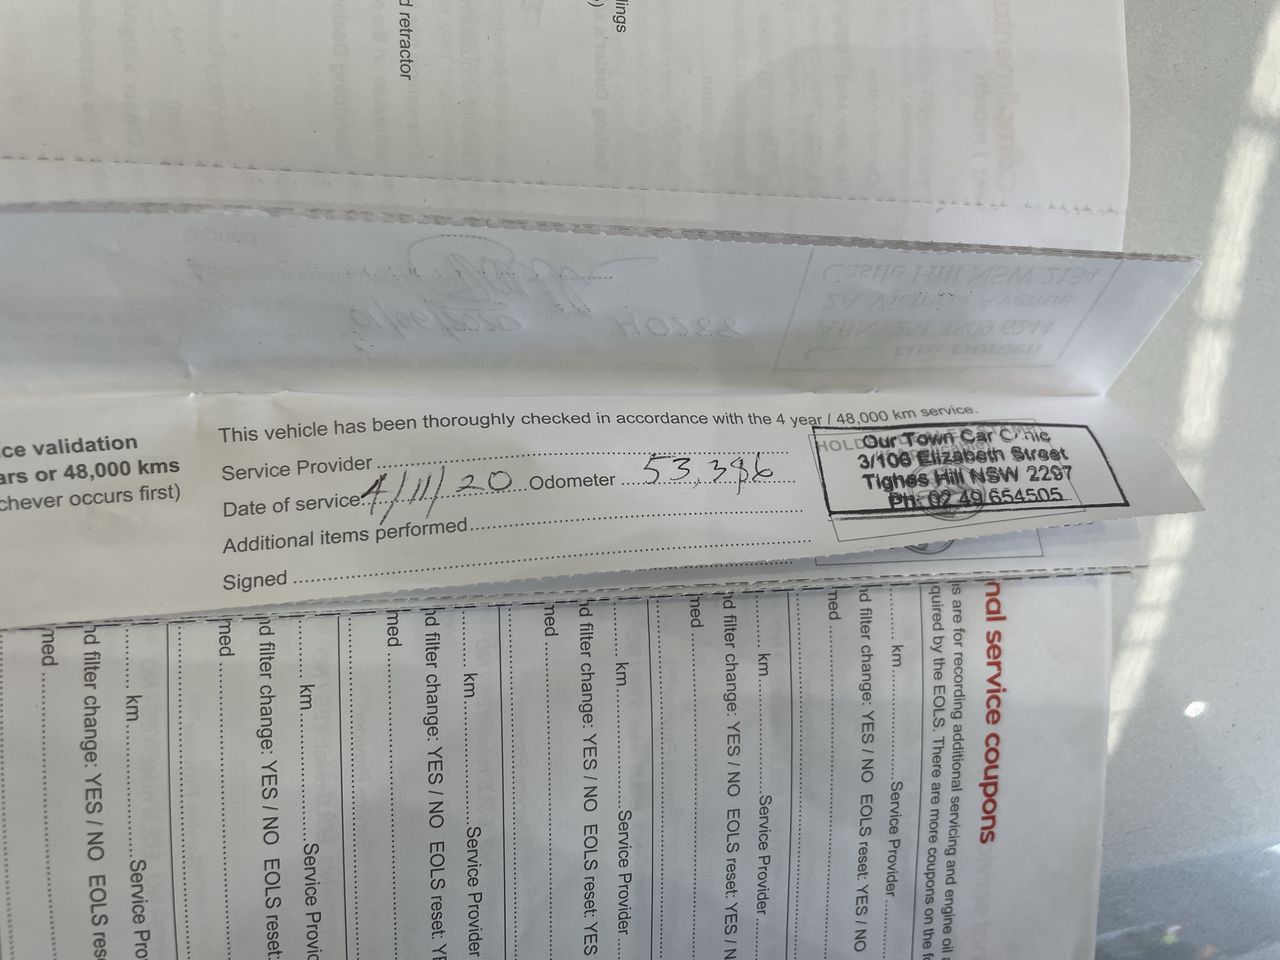 lings
d retractor
ce validation
ars or 48,000 kms
chever occurs first)
This vehicle has been thoroughly checked in accordance with the 4 year / 48,000 km service.
Service Provider
Date of service 4/11/20 Odometer 53,386
Additional items performed
Signed
Our Town Car
3/106 Elizabeth Street
Tighes Hill NSW 2297
Ph: 02 49 654505
nal service coupons
is are for recording additional servicing and engine oil
quired by the EOLS. There are more coupons on the
km Service Provider
nd filter change: YES / NO EOLS reset: YES / NO
med
km Service Provider
nd filter change: YES / NO EOLS reset: YES / N
med
km Service Provider
nd filter change: YES / NO EOLS reset: YES
med
km Service Provider
nd filter change: YES / NO EOLS reset: YE
med
km Service Provid
nd filter change: YES / NO EOLS reset:
med
km Service Pro
nd filter change: YES / NO EOLS res
med